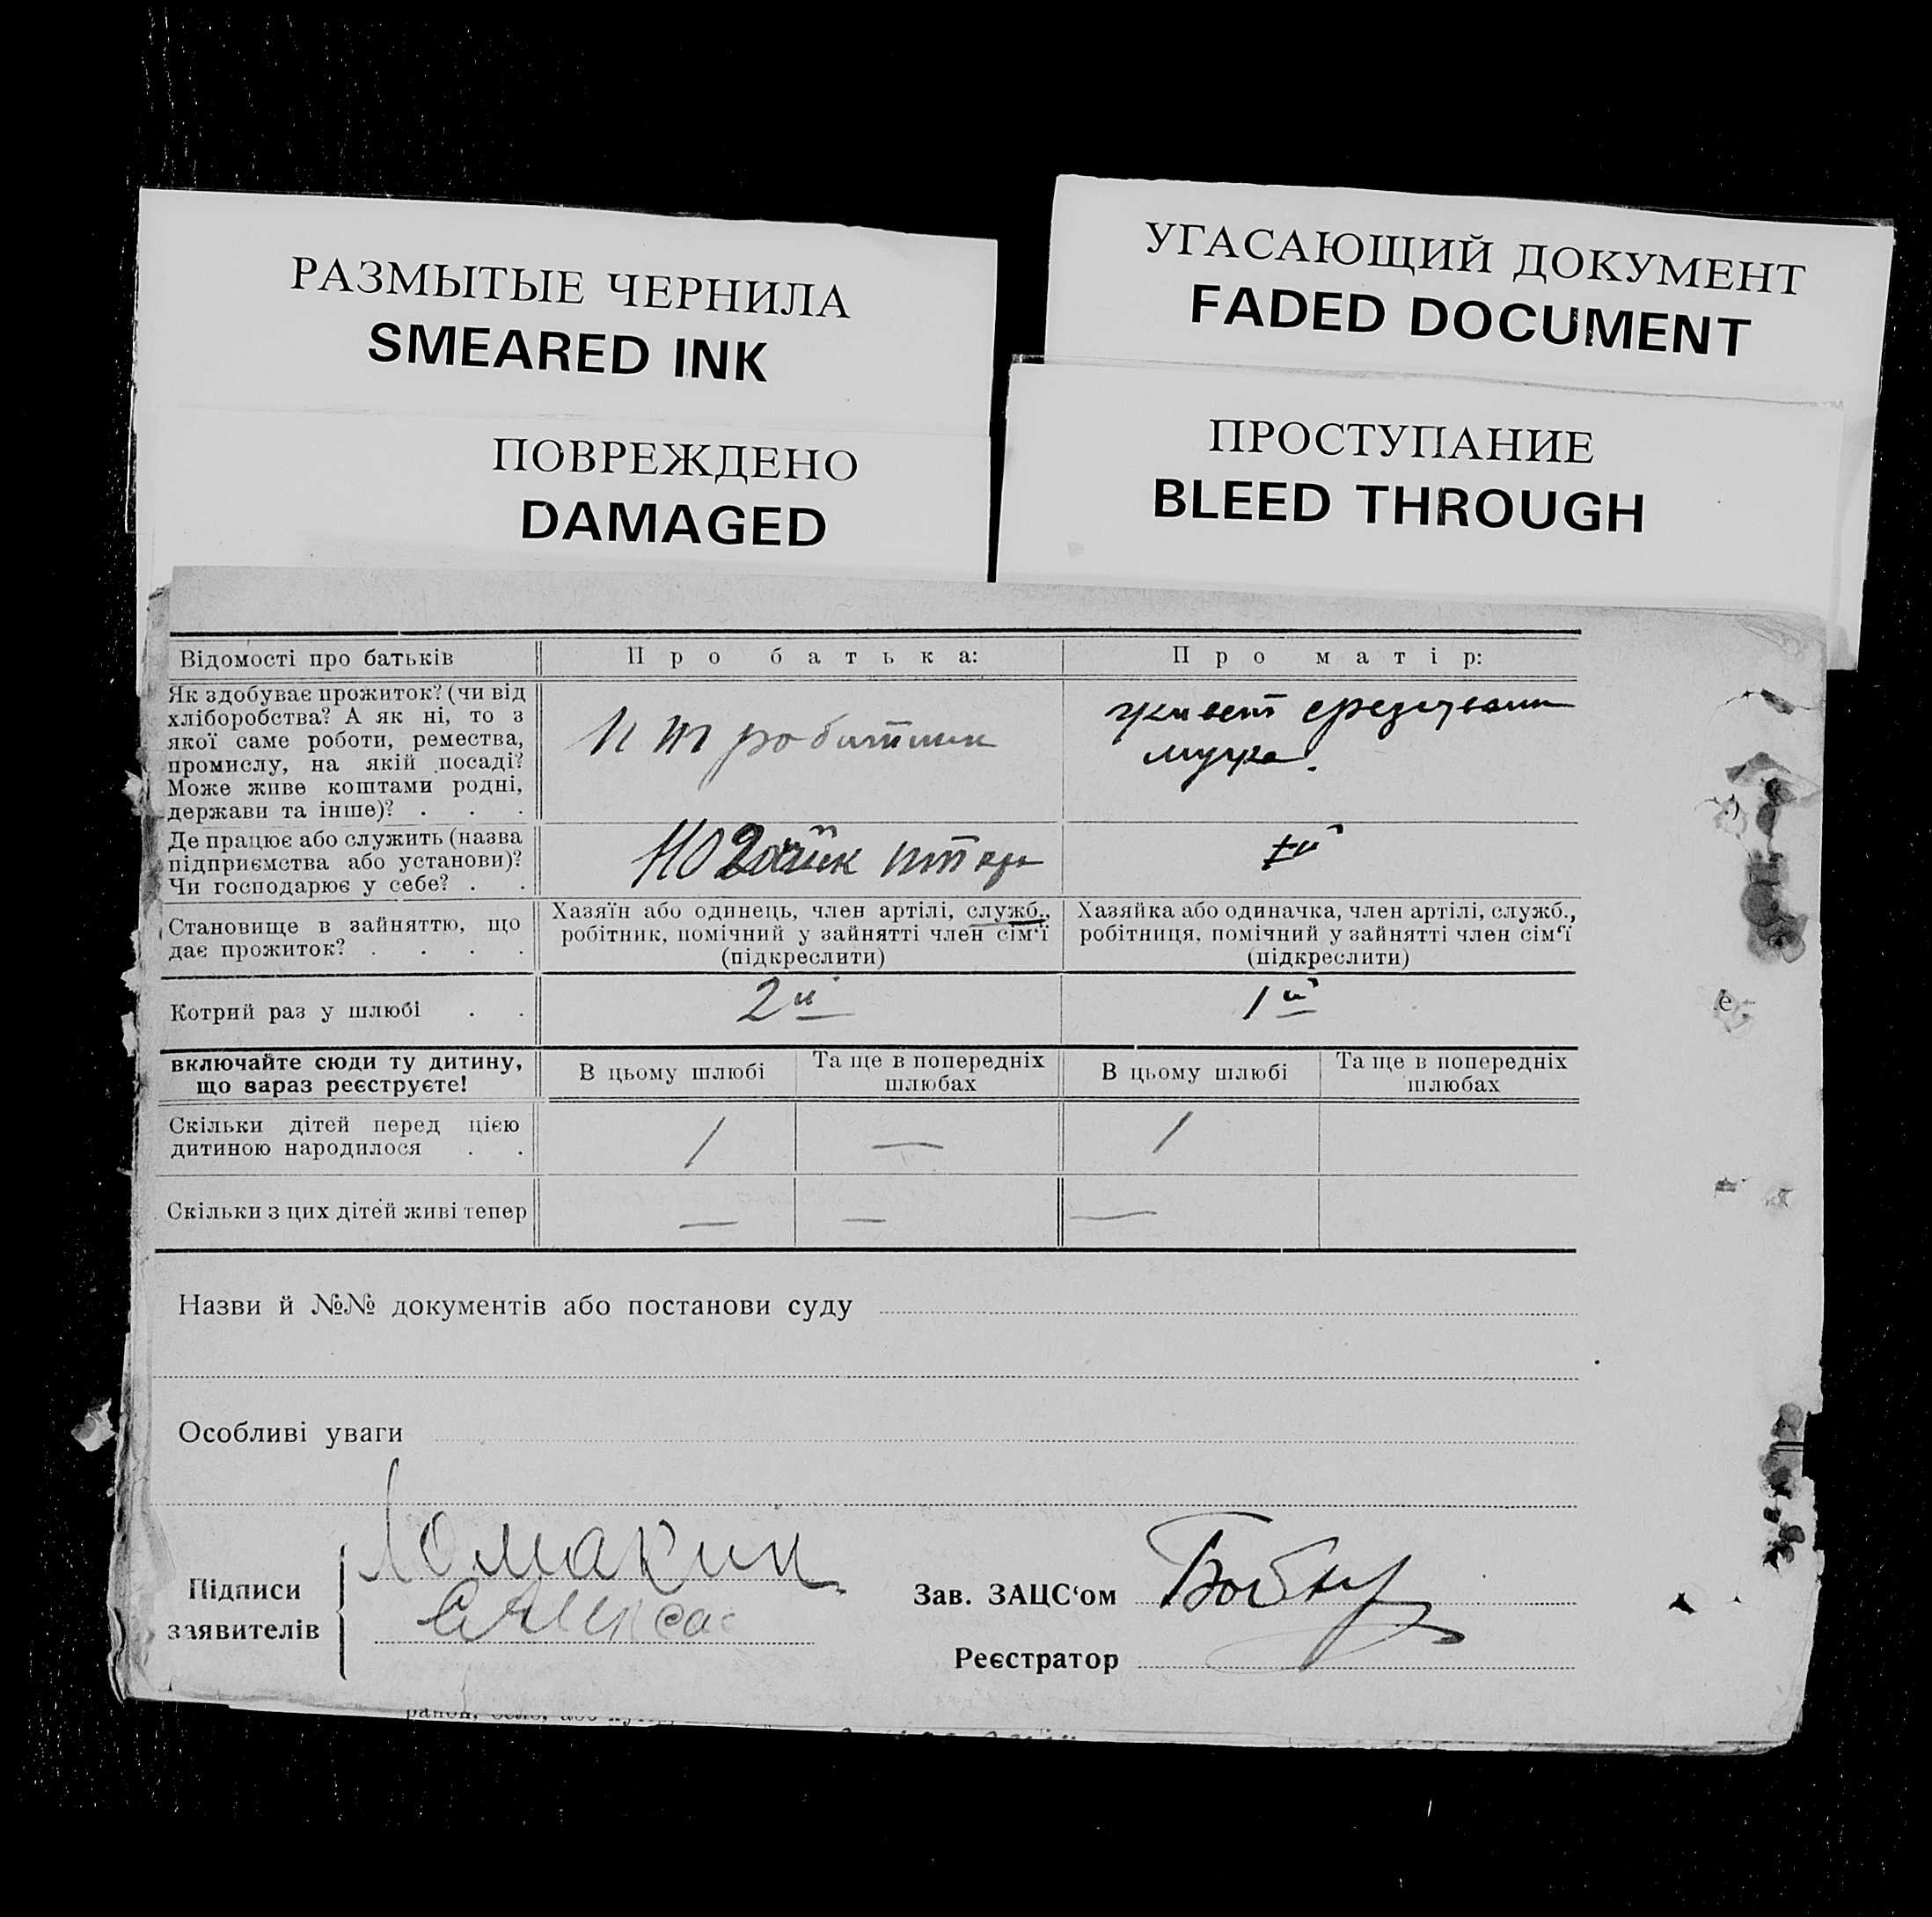 РАЗМЫТЫЕ ЧЕРНИЛА
SMEARED INK
УГАСАЮЩИЙ ДОКУМЕНТ
FADED DOCUMENT
ПОВРЕЖДЕНО
DAMAGED
ПРОСТУПАНИЕ
BLEED THROUGH
Відомості про батьків
Про батька:
Про матір:
Як здобуває прожиток? (чи від
хліборобства? А як ні, то з
якої саме роботи, ремества,
промислу, на якій посаді?
Може живе коштами родні,
держави та інше)? . . .
робітник
живет средствами
мужа.
Де працює або служить (назва
підприємства або установи)?
Чи господарює у себе? . .
Становище в зайняттю, що
дає прожиток? . . . .
Хазяїн або одинець, член артілі, служб.,
робітник, помічний у зайнятті член сім‘ї
(підкреслити)
Хазяйка або одиначка, член артілі, служб.,
робітниця, помічний у зайнятті член сім‘ї
(підкреслити)
Котрий раз у шлюбі . .
2й
1й
включайте сюди ту дитину,
що зараз реєструєте!
В цьому шлюбі
Та ще в попередніх
шлюбах
В цьому шлюбі
Та ще в попередніх
шлюбах
Скільки дітей перед цією
дитиною народилося . .
1 — 1
Скільки з цих дітей живі тепер
— — —
Назви й №№ документів або постанови суду
Особливі уваги
Підписи
заявителів
Ломакин
Зав. ЗАЦС‘ом
Реєстратор